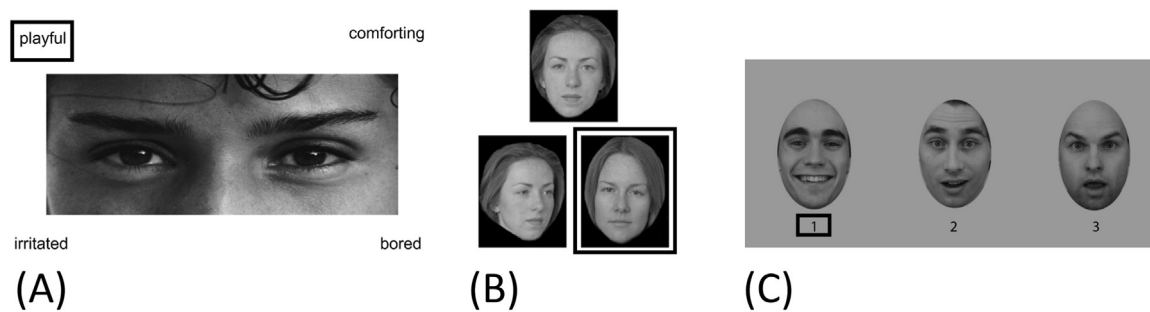 playful
comforting
irritated
bored
1
2
3
(A)
(B)
(C)